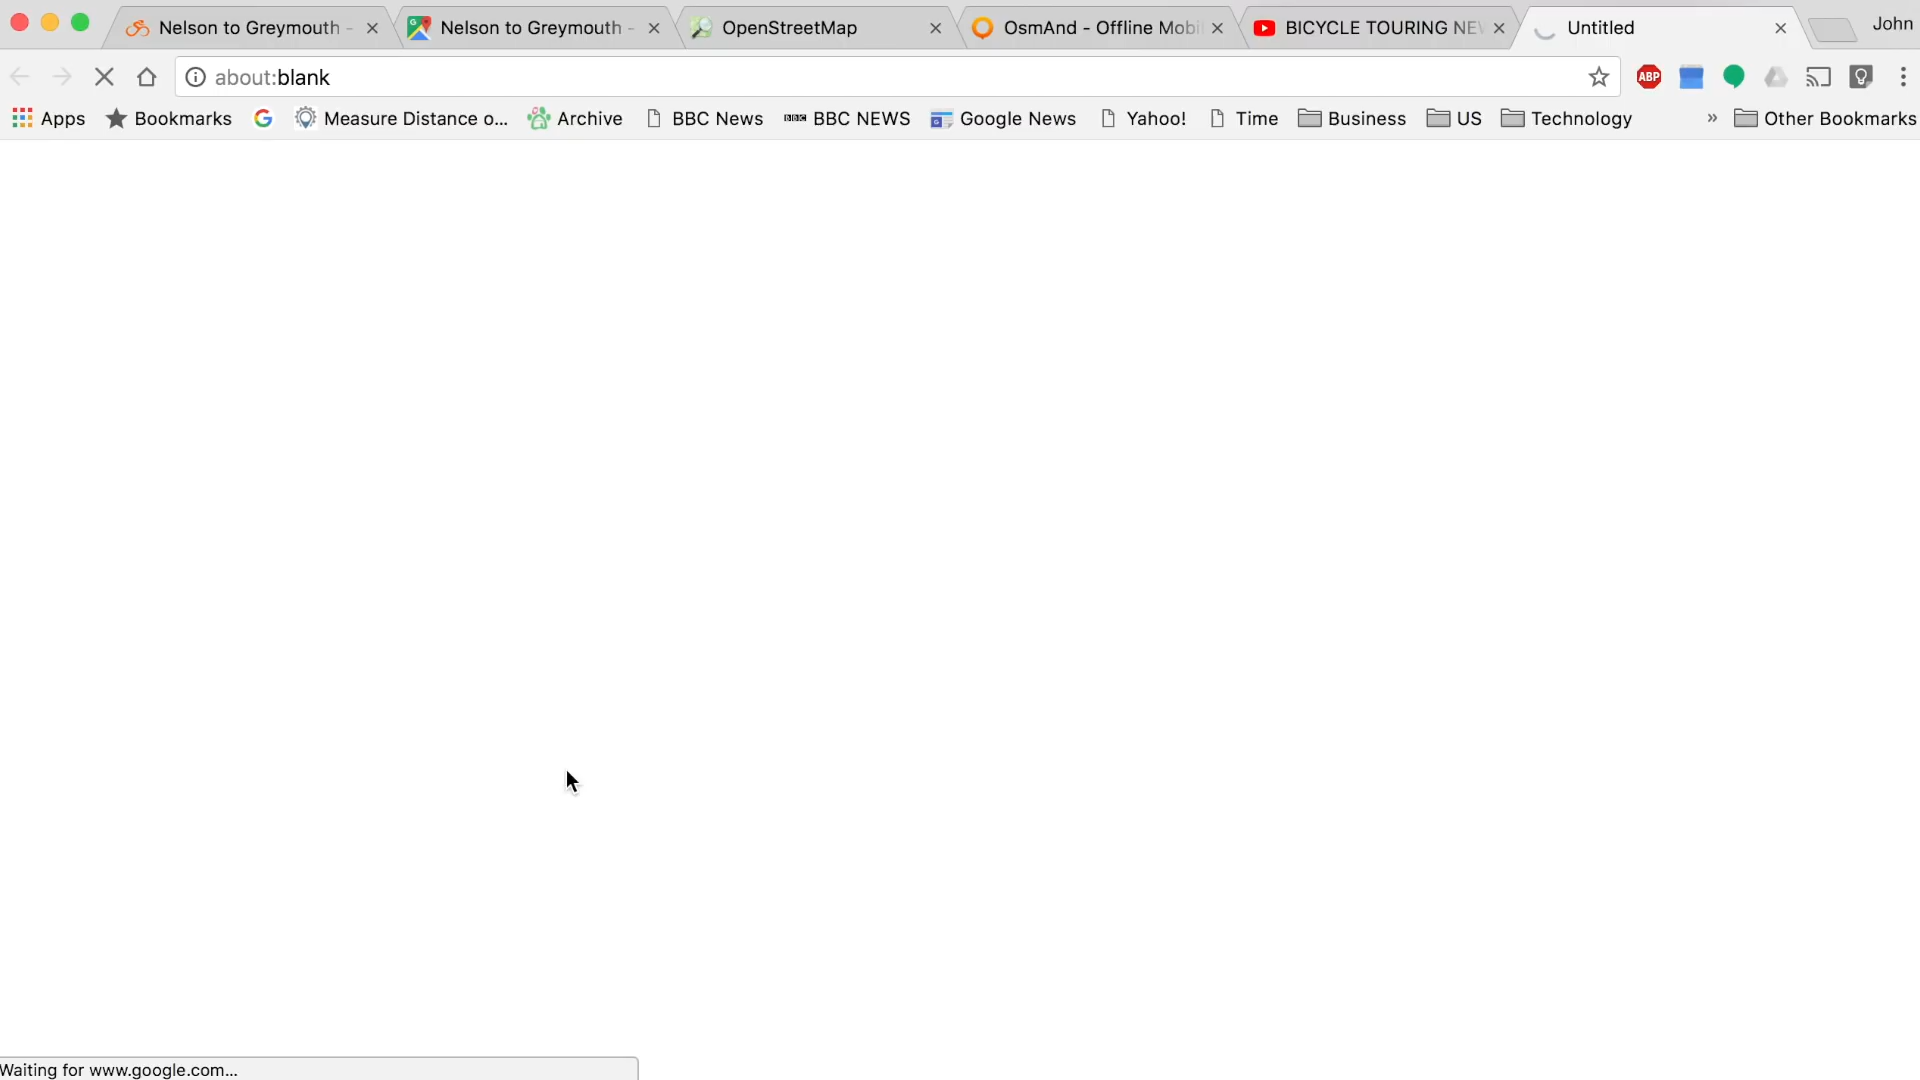 Nelson to Greymouth -
Nelson to Greymouth -
OpenStreetMap
OsmAnd - Offline Mobi
BICYCLE TOURING NE
Untitled
John
about:blank
ABP
Apps
Bookmarks
Measure Distance o...
Archive
BBC News
BBC NEWS
Google News
Yahoo!
Time
Business
US
Technology
»
Other Bookmarks
Waiting for www.google.com...